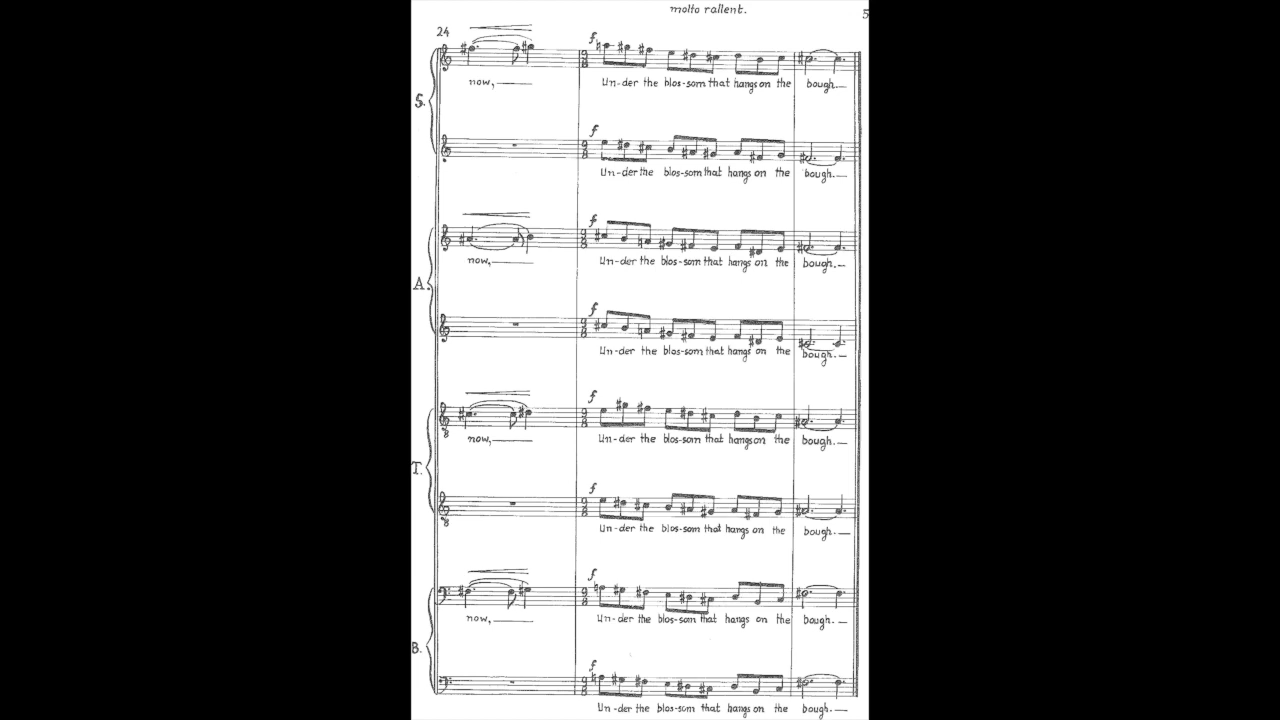 molto rallent.
5
24
f
S.
now,
Un-der the blos-som that hangs on the bough.
f
Un-der the blos-som that hangs on the bough.
f
A.
now,
Un-der the blos-som that hangs on the bough.
f
Un-der the blos-som that hangs on the bough.
f
T.
now,
Un-der the blos-som that hangs on the bough.
f
Un-der the blos-som that hangs on the bough.
f
B.
now,
Un-der the blos-som that hangs on the bough.
f
Un-der the blos-som that hangs on the bough.